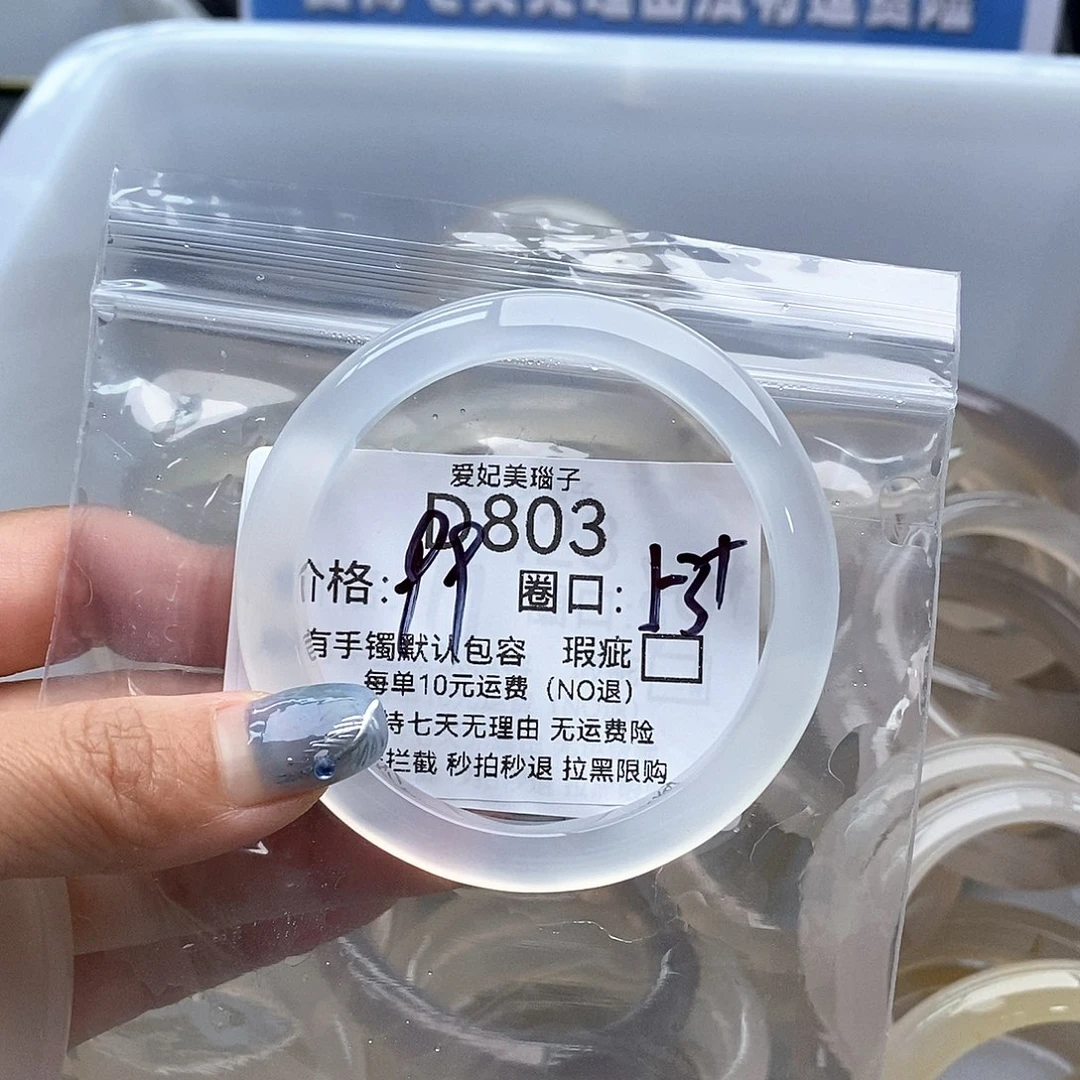 爱妃美瑙子
D803
价格:99 圈口:
有手镯默认包容 瑕疵
每单10元运费（NO退）
待七天无理由 无运费险
拦截 秒拍秒退 拉黑限购